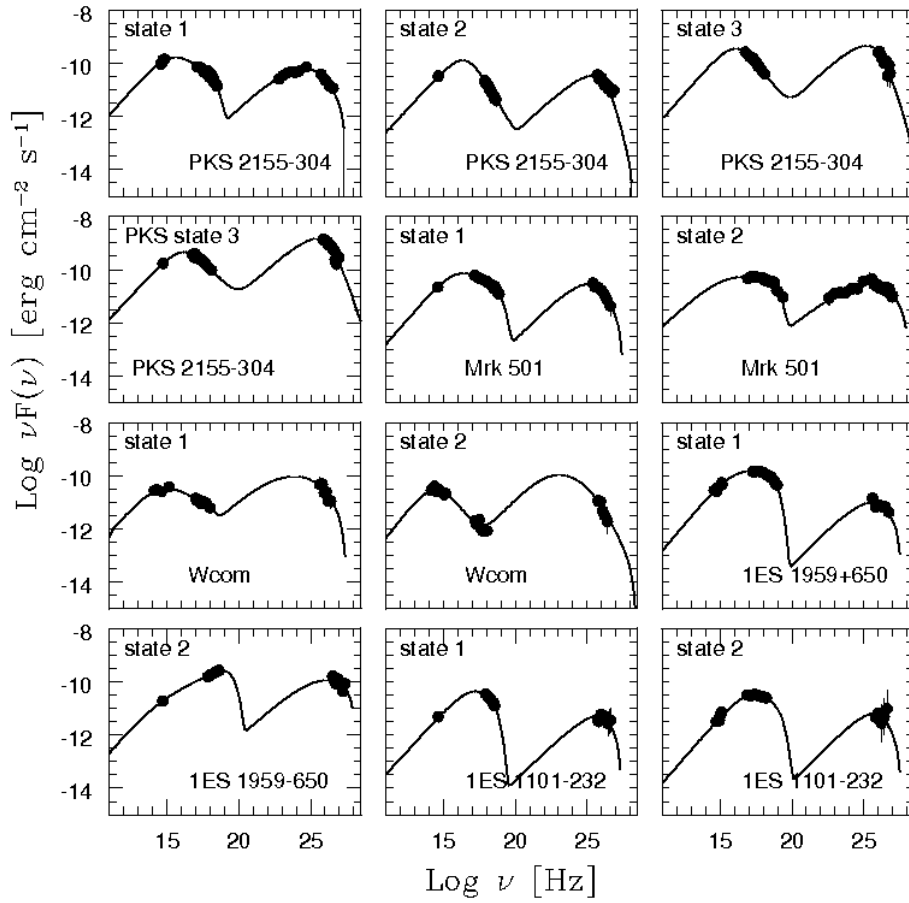 -8
-10
-12
-14
state 1
PKS 2155-304
state 2
PKS 2155-304
state 3
PKS 2155-304
-8
-10
-12
-14
PKS state 3
PKS 2155-304
state 1
Mrk 501
state 2
Mrk 501
-8
-10
-12
-14
state 1
Wcom
state 2
Wcom
state 1
1ES 1959+650
-8
-10
-12
-14
state 2
1ES 1959-650
state 1
1ES 1101-232
state 2
1ES 1101-232
15 20 25 15 20 25 15 20 25
Log ν [Hz]
Log νF(ν) [erg cm⁻² s⁻¹]